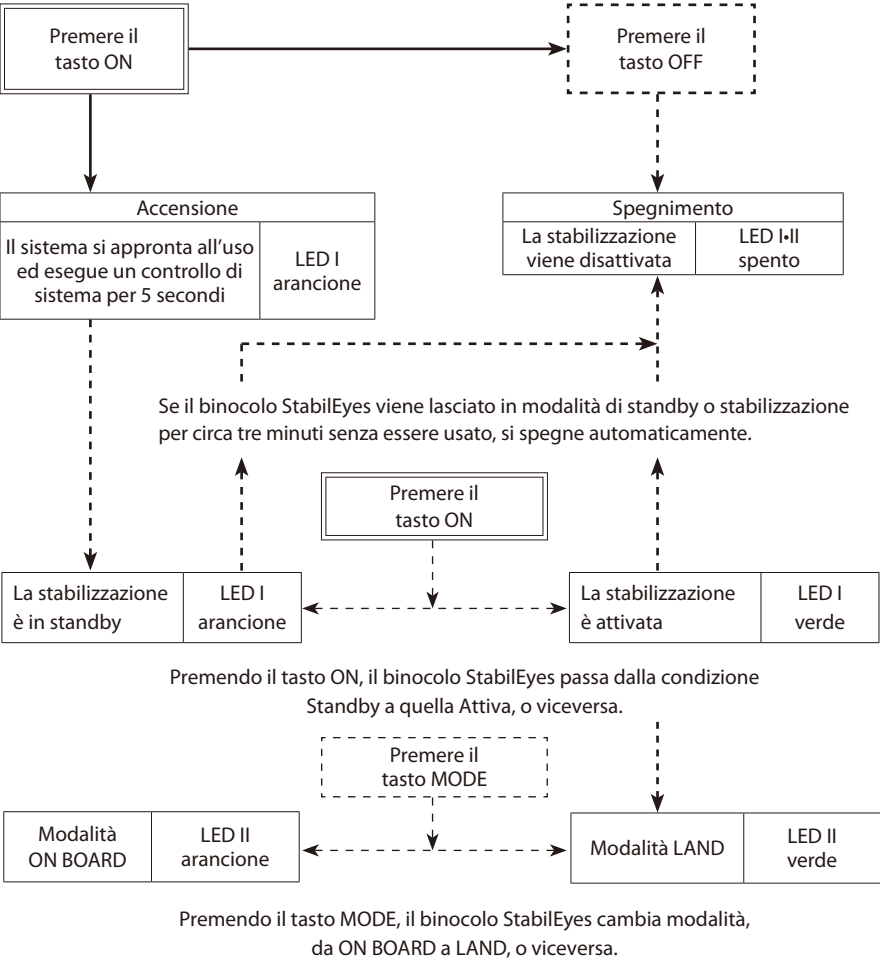 Premere il
tasto ON
Premere il
tasto OFF
Accensione
Il sistema si appronta all'uso
ed esegue un controllo di
sistema per 5 secondi
LED I
arancione
Spegnimento
La stabilizzazione
viene disattivata
LED I•II
spento
Se il binocolo StabilEyes viene lasciato in modalità di standby o stabilizzazione
per circa tre minuti senza essere usato, si spegne automaticamente.
Premere il
tasto ON
La stabilizzazione
è in standby
LED I
arancione
La stabilizzazione
è attivata
LED I
verde
Premendo il tasto ON, il binocolo StabilEyes passa dalla condizione
Standby a quella Attiva, o viceversa.
Premere il
tasto MODE
Modalità
ON BOARD
LED II
arancione
Modalità LAND
LED II
verde
Premendo il tasto MODE, il binocolo StabilEyes cambia modalità,
da ON BOARD a LAND, o viceversa.